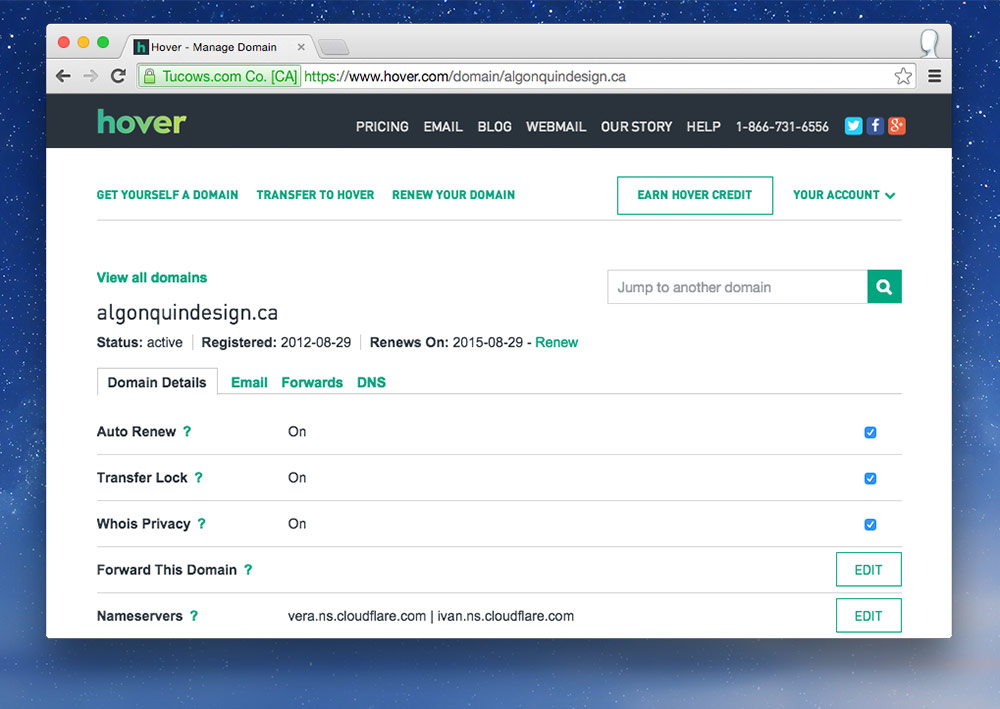 Hover - Manage Domain
Tucows.com Co. [CA] https://www.hover.com/domain/algonquindesign.ca
hover PRICING EMAIL BLOG WEBMAIL OUR STORY HELP 1-866-731-6556
GET YOURSELF A DOMAIN TRANSFER TO HOVER RENEW YOUR DOMAIN EARN HOVER CREDIT YOUR ACCOUNT
View all domains Jump to another domain
algonquindesign.ca
Status: active Registered: 2012-08-29 Renews On: 2015-08-29 - Renew
Domain Details Email Forwards DNS
Auto Renew ? On
Transfer Lock ? On
Whois Privacy ? On
Forward This Domain ? EDIT
Nameservers ? vera.ns.cloudflare.com | ivan.ns.cloudflare.com EDIT